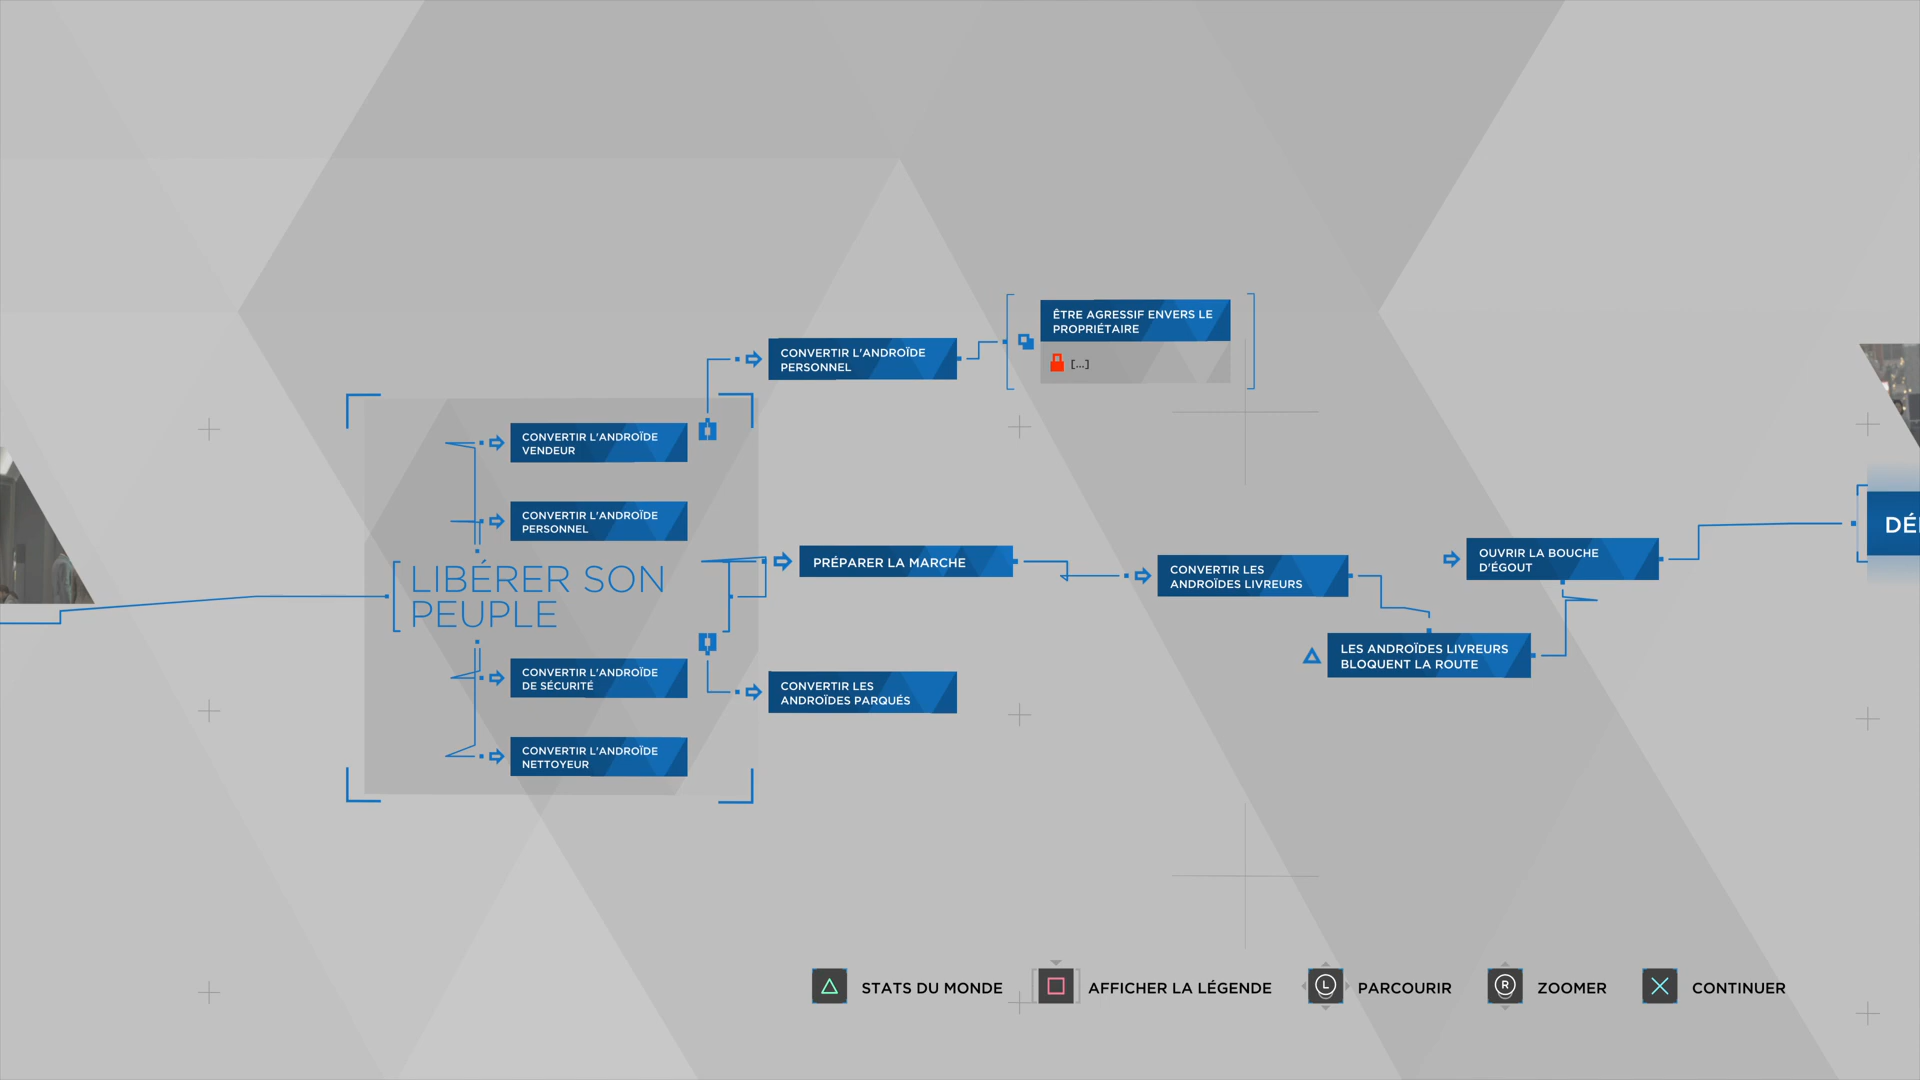 ÊTRE AGRESSIF ENVERS LE
PROPRIÉTAIRE
[...]
CONVERTIR L'ANDROÏDE
PERSONNEL
CONVERTIR L'ANDROÏDE
VENDEUR
CONVERTIR L'ANDROÏDE
PERSONNEL
LIBÉRER SON
PEUPLE
CONVERTIR L'ANDROÏDE
DE SÉCURITÉ
CONVERTIR L'ANDROÏDE
NETTOYEUR
PRÉPARER LA MARCHE
CONVERTIR LES
ANDROÏDES PARQUÉS
CONVERTIR LES
ANDROÏDES LIVREURS
LES ANDROÏDES LIVREURS
BLOQUENT LA ROUTE
OUVRIR LA BOUCHE
D'ÉGOUT
DÉ
STATS DU MONDE
AFFICHER LA LÉGENDE
L
PARCOURIR
R
ZOOMER
CONTINUER